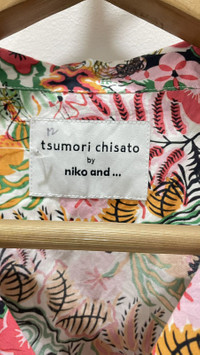 tsumori chisato
by
niko and ...